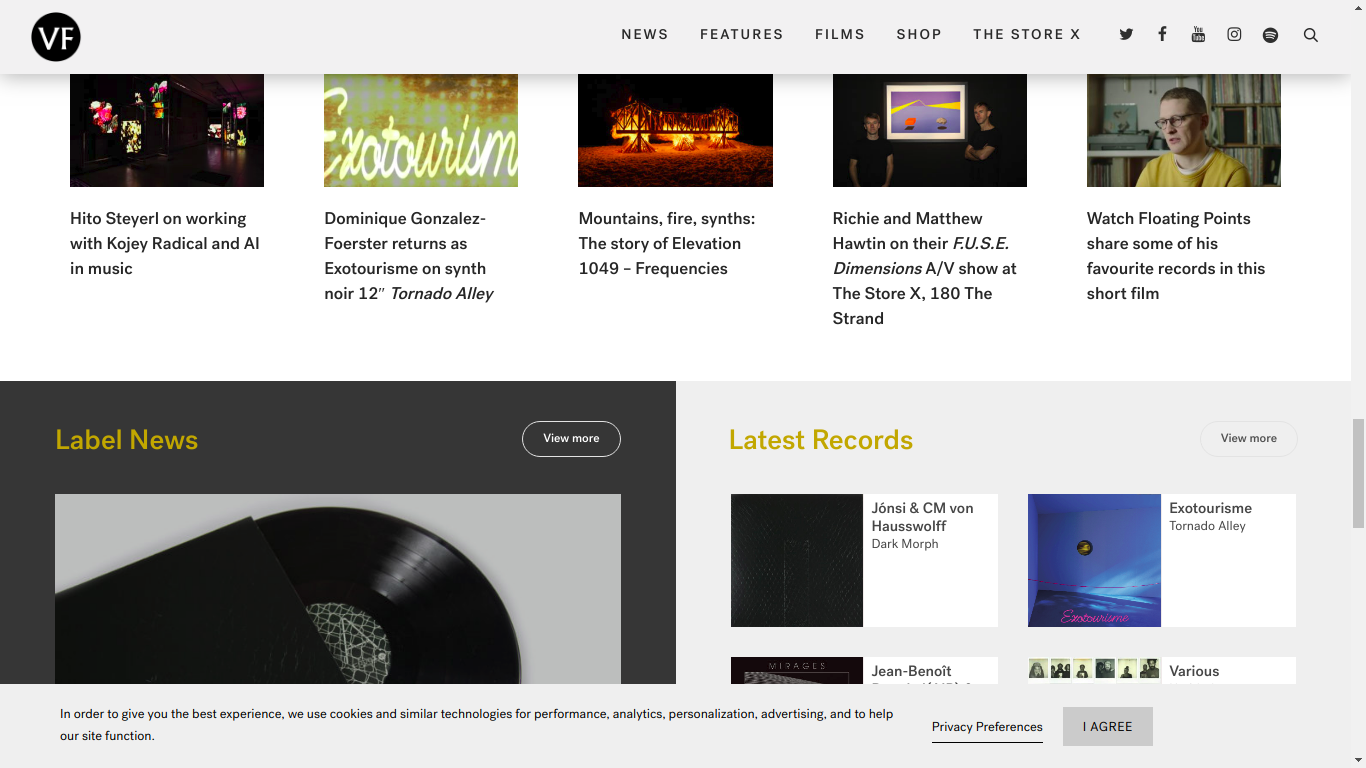 VF
NEWS FEATURES FILMS SHOP THE STORE X
You Tube
Exotourism
Hito Steyerl on working
with Kojey Radical and AI
in music
Dominique Gonzalez-
Foerster returns as
Exotourisme on synth
noir 12″ Tornado Alley
Mountains, fire, synths:
The story of Elevation
1049 – Frequencies
Richie and Matthew
Hawtin on their F.U.S.E.
Dimensions A/V show at
The Store X, 180 The
Strand
Watch Floating Points
share some of his
favourite records in this
short film
Label News
View more
Latest Records
View more
Jónsi & CM von
Hausswolff
Dark Morph
Exotourisme
Exotourisme
Tornado Alley
MIRAGES
Jean-Benoît
Various
In order to give you the best experience, we use cookies and similar technologies for performance, analytics, personalization, advertising, and to help
our site function.
Privacy Preferences
I AGREE